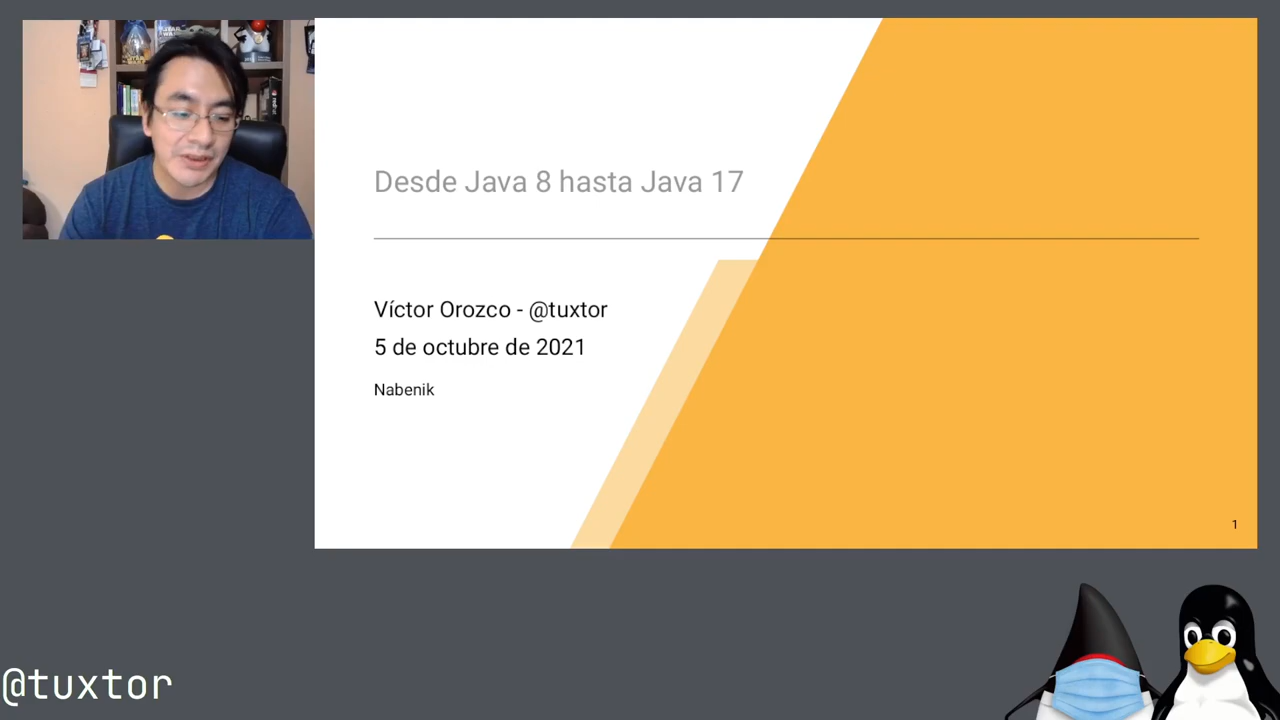 Desde Java 8 hasta Java 17
Víctor Orozco - @tuxtor
5 de octubre de 2021
Nabenik
1
@tuxtor